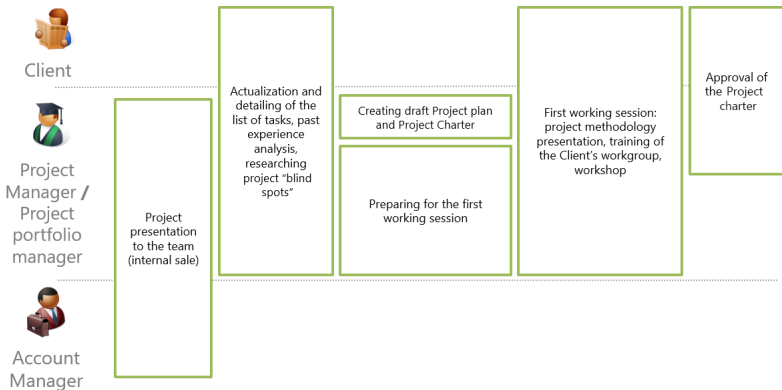 Client
Project
Manager /
Project
portfolio
manager
Account
Manager
Project
presentation
to the team
(internal sale)
Actualization and
detailing of the
list of tasks, past
experience
analysis,
researching
project “blind
spots”
Creating draft Project plan
and Project Charter
Preparing for the first
working session
First working session:
project methodology
presentation, training of
the Client’s workgroup,
workshop
Approval of
the Project
charter